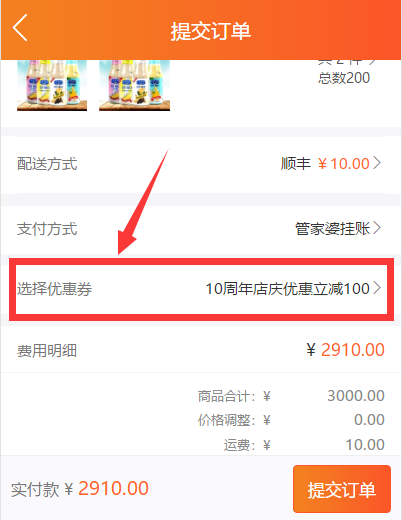 提交订单
共 2 件
总数200
配送方式 顺丰 ¥10.00
支付方式 管家婆挂账
选择优惠券 10周年店庆优惠立减100
费用明细 ¥ 2910.00
商品合计：¥ 3000.00
价格调整：¥ 0.00
运费：¥ 10.00
实付款 ¥ 2910.00 提交订单